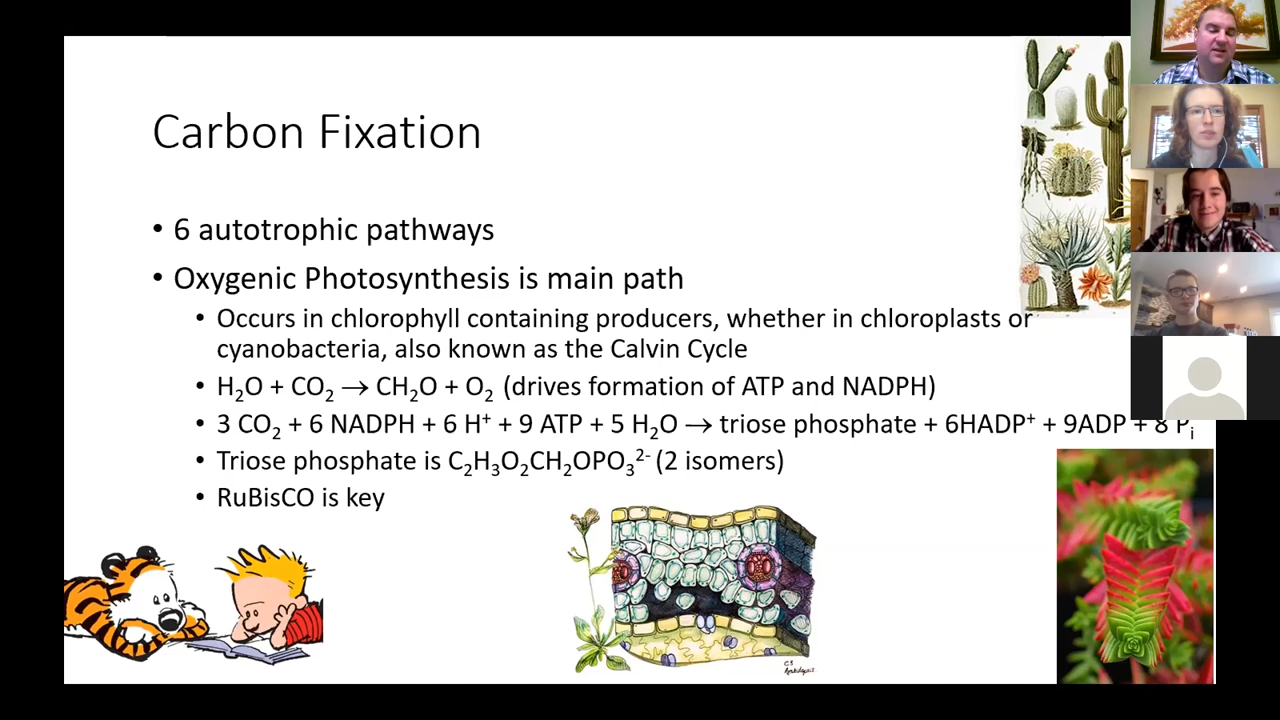 Carbon Fixation
• 6 autotrophic pathways
• Oxygenic Photosynthesis is main path
• Occurs in chlorophyll containing producers, whether in chloroplasts or
cyanobacteria, also known as the Calvin Cycle
• H₂O + CO₂ → CH₂O + O₂ (drives formation of ATP and NADPH)
• 3 CO₂ + 6 NADPH + 6 H⁺ + 9 ATP + 5 H₂O → triose phosphate + 6HADP⁺ + 9ADP + 8 Pᵢ
• Triose phosphate is C₂H₃O₂CH₂OPO₃²⁻ (2 isomers)
• RuBisCO is key